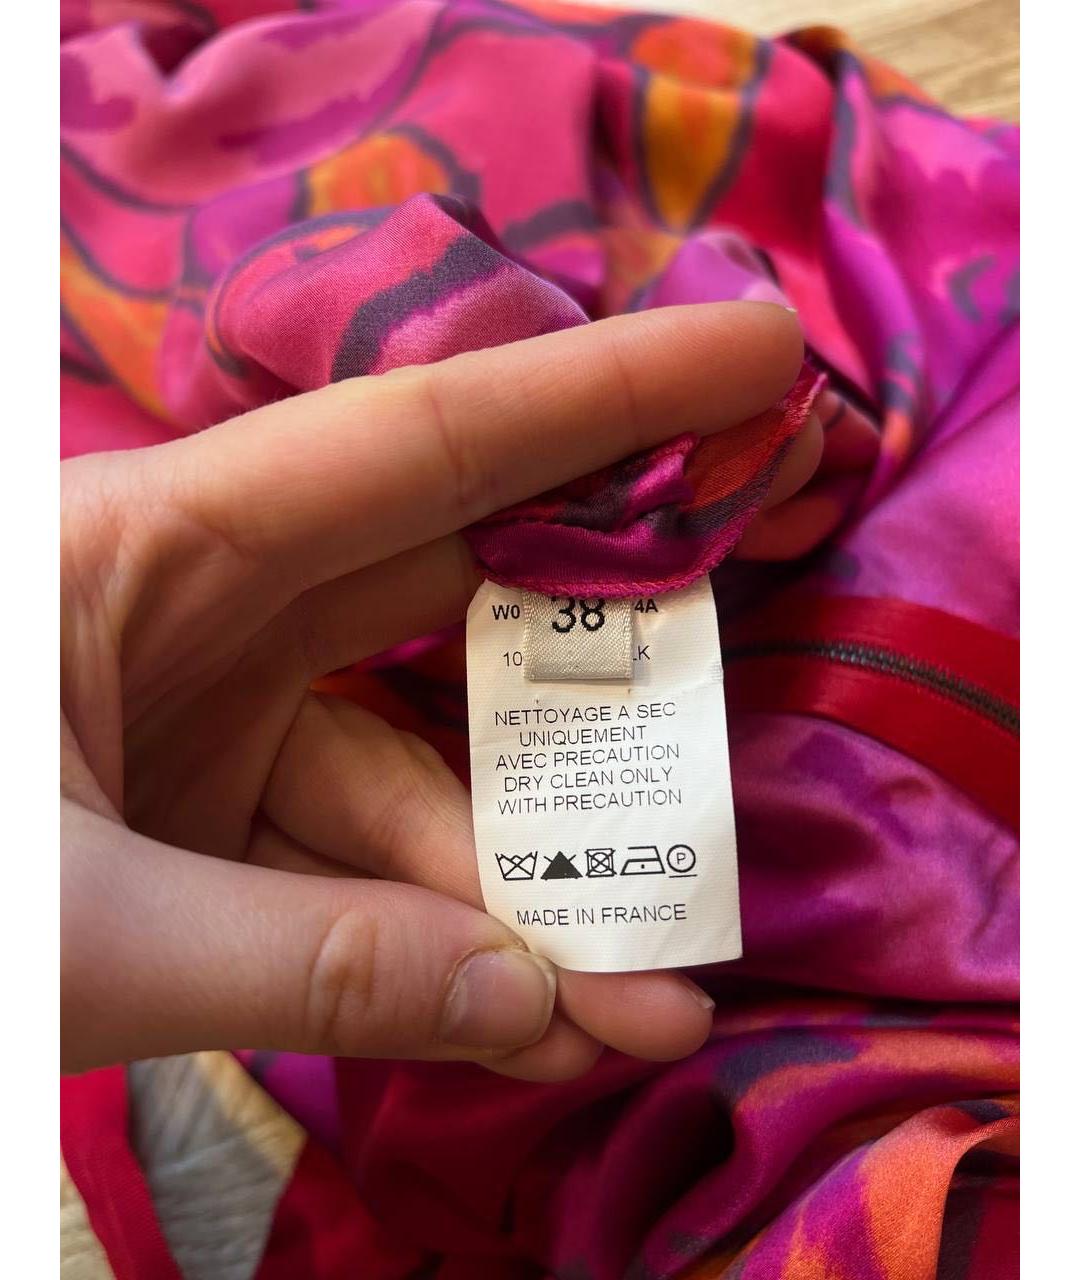 W0 38 4A
10 LK
NETTOYAGE A SEC
UNIQUEMENT
AVEC PRECAUTION
DRY CLEAN ONLY
WITH PRECAUTION
P
MADE IN FRANCE